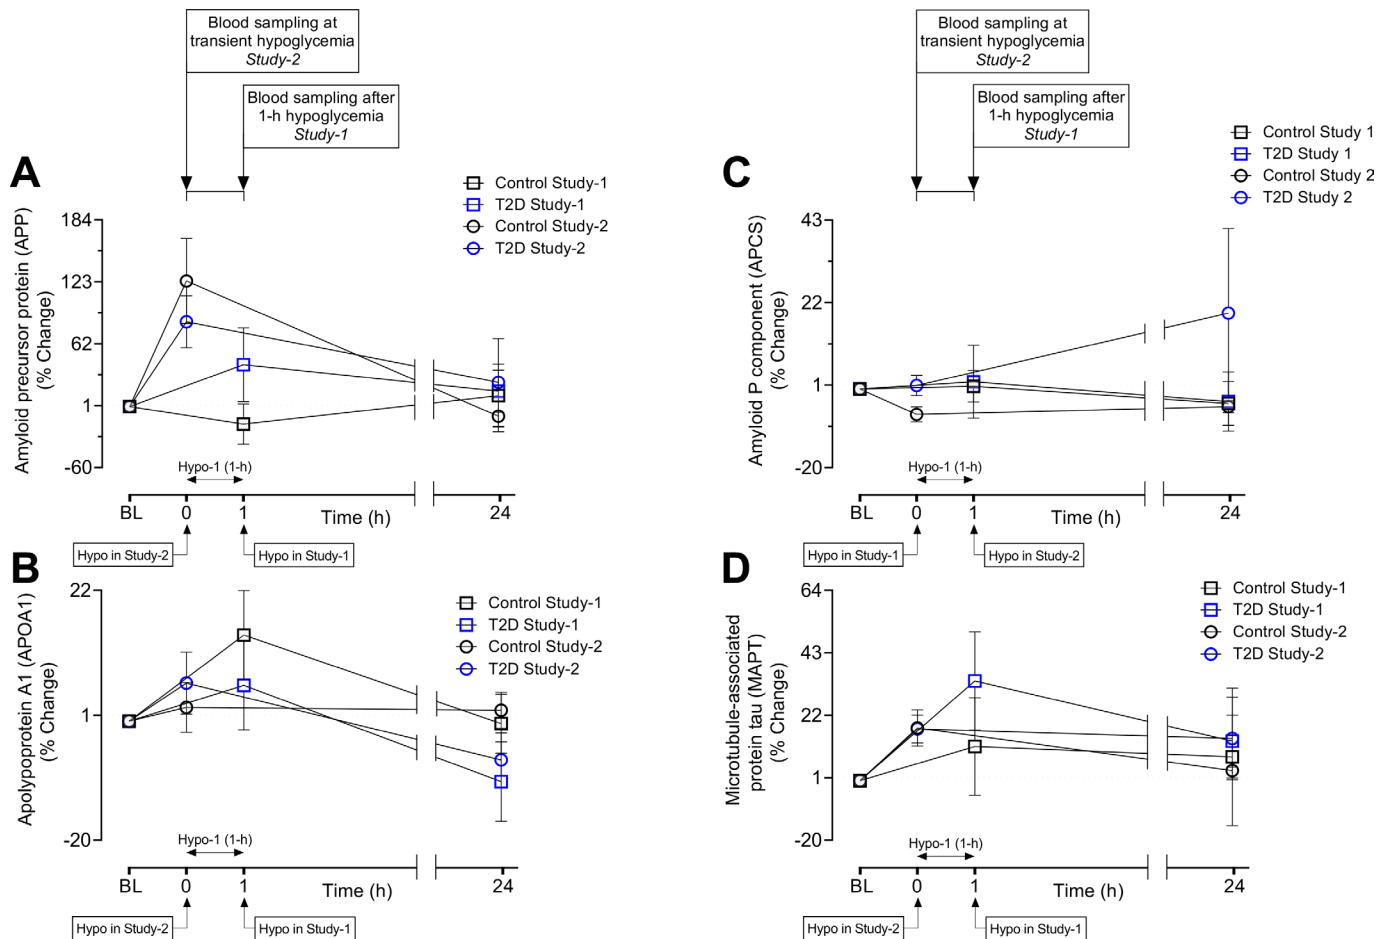 Blood sampling at
transient hypoglycemia
Study-2
Blood sampling after
1-h hypoglycemia
Study-1
A
Control Study-1
T2D Study-1
Control Study-2
T2D Study-2
Amyloid precursor protein (APP)
(% Change)
184
123
62
1
-60
Hypo-1 (1-h)
BL
0
1
Time (h)
24
Hypo in Study-2
Hypo in Study-1
B
Control Study-1
T2D Study-1
Control Study-2
T2D Study-2
Apolypoprotein A1 (APOA1)
(% Change)
22
1
-20
Hypo-1 (1-h)
BL
0
1
Time (h)
24
Hypo in Study-2
Hypo in Study-1
Blood sampling at
transient hypoglycemia
Study-2
Blood sampling after
1-h hypoglycemia
Study-1
C
Control Study 1
T2D Study 1
Control Study 2
T2D Study 2
Amyloid P component (APCS)
(% Change)
43
22
1
-20
Hypo-1 (1-h)
BL
0
1
Time (h)
24
Hypo in Study-1
Hypo in Study-2
D
Control Study-1
T2D Study-1
Control Study-2
T2D Study-2
Microtubule-associated
protein tau (MAPT)
(% Change)
64
43
22
1
-20
Hypo-1 (1-h)
BL
0
1
Time (h)
24
Hypo in Study-2
Hypo in Study-1